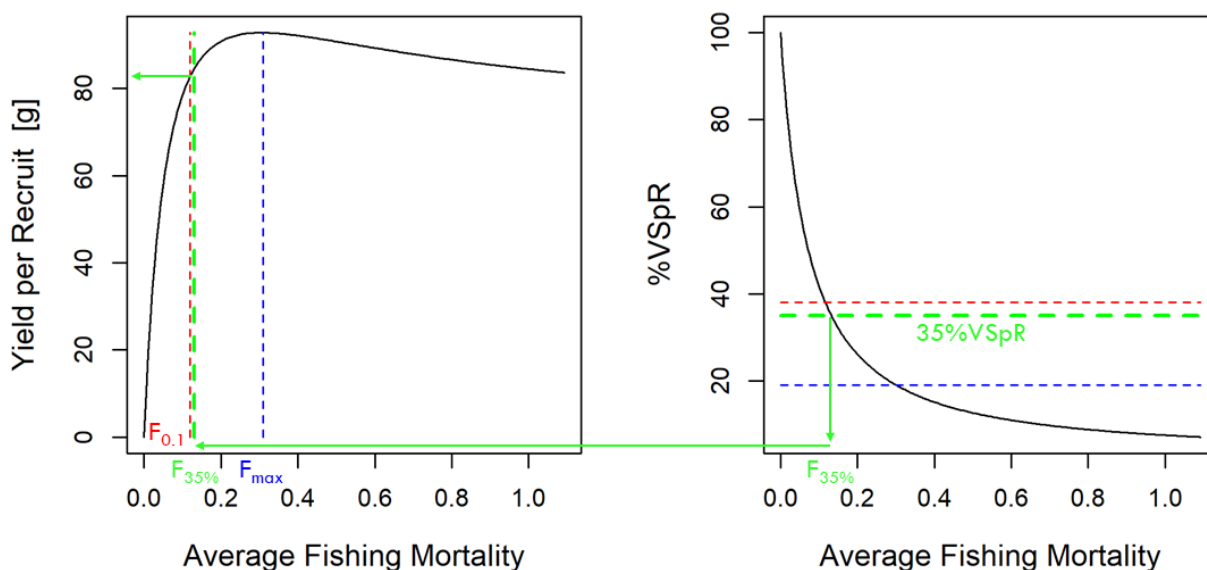 Yield per Recruit [g]
80
60
40
20
0
F0.1
F35%
Fmax
0.0 0.2 0.4 0.6 0.8 1.0
Average Fishing Mortality
%VSpR
100
80
60
40
20
35%VSpR
F35%
0.0 0.2 0.4 0.6 0.8 1.0
Average Fishing Mortality